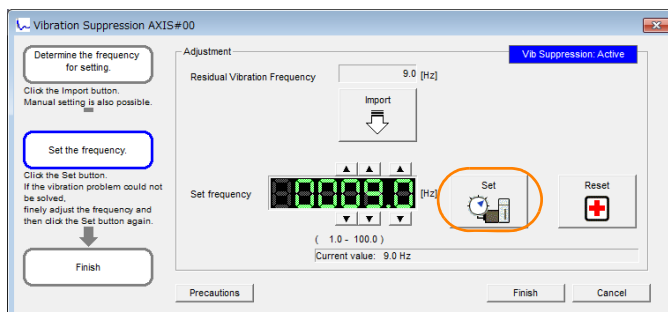 Vibration Suppression AXIS#00
Determine the frequency
for setting.
Click the Import button.
Manual setting is also possible.
Set the frequency.
Click the Set button.
If the vibration problem could not
be solved,
finely adjust the frequency and
then click the Set button again.
Finish
Adjustment
Vib Suppression: Active
Residual Vibration Frequency
9.0 [Hz]
Import
Set frequency
0009.0 [Hz]
Set
Reset
( 1.0 - 100.0 )
Current value: 9.0 Hz
Precautions
Finish
Cancel